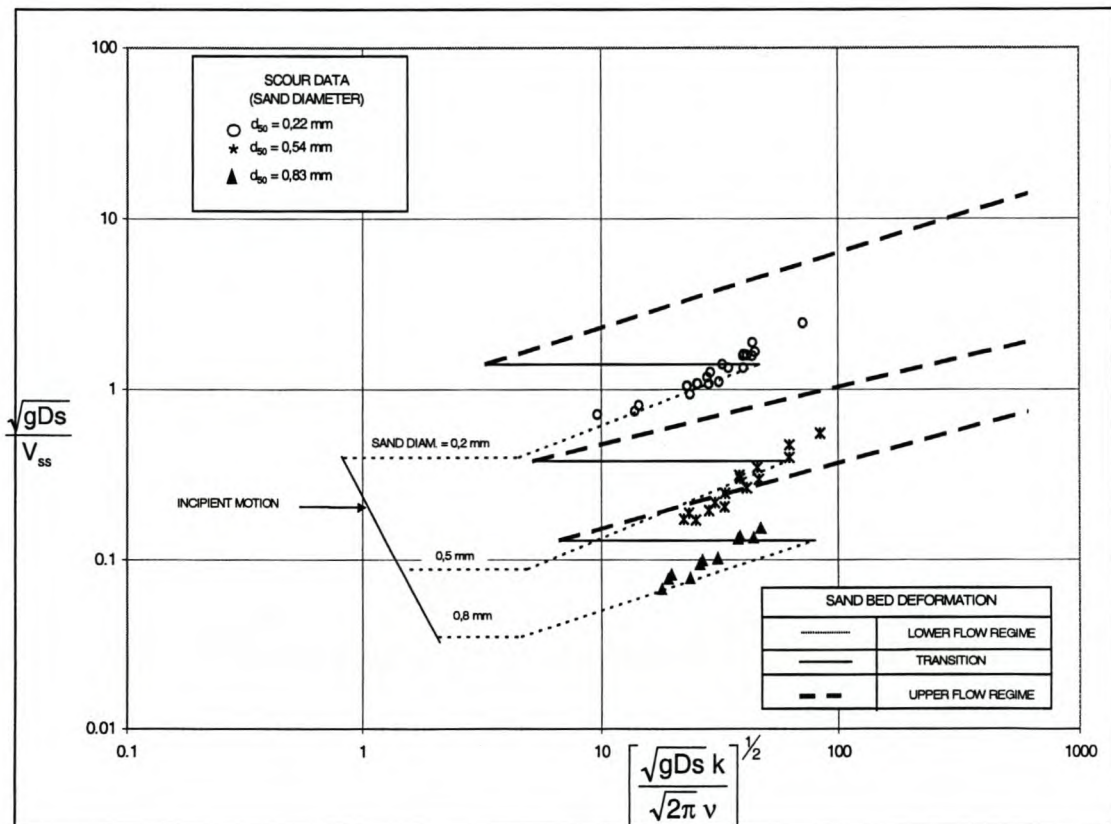 100
10
1
0.1
0.01
0.1
1
10
100
1000
√gDs
V_ss
[√gDs k / √2π ν]^½
SCOUR DATA
(SAND DIAMETER)
d₅₀ = 0,22 mm
d₅₀ = 0,54 mm
d₅₀ = 0,83 mm
SAND DIAM. = 0,2 mm
INCIPIENT MOTION
0,5 mm
0,8 mm
SAND BED DEFORMATION
LOWER FLOW REGIME
TRANSITION
UPPER FLOW REGIME